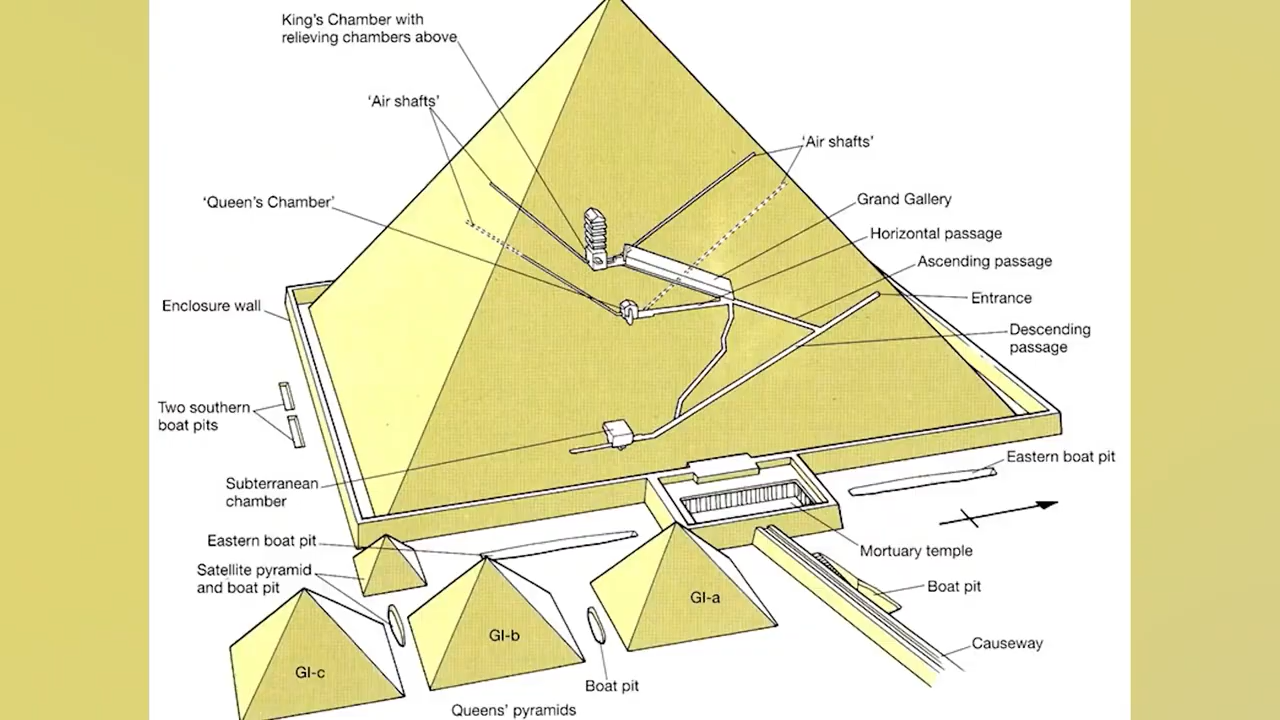 King's Chamber with
relieving chambers above
'Air shafts'
'Air shafts'
'Queen's Chamber'
Grand Gallery
Horizontal passage
Ascending passage
Entrance
Enclosure wall
Descending
passage
Two southern
boat pits
Eastern boat pit
Subterranean
chamber
Eastern boat pit
Mortuary temple
Satellite pyramid
and boat pit
Boat pit
GI-a
GI-b
GI-c
Causeway
Boat pit
Queens' pyramids